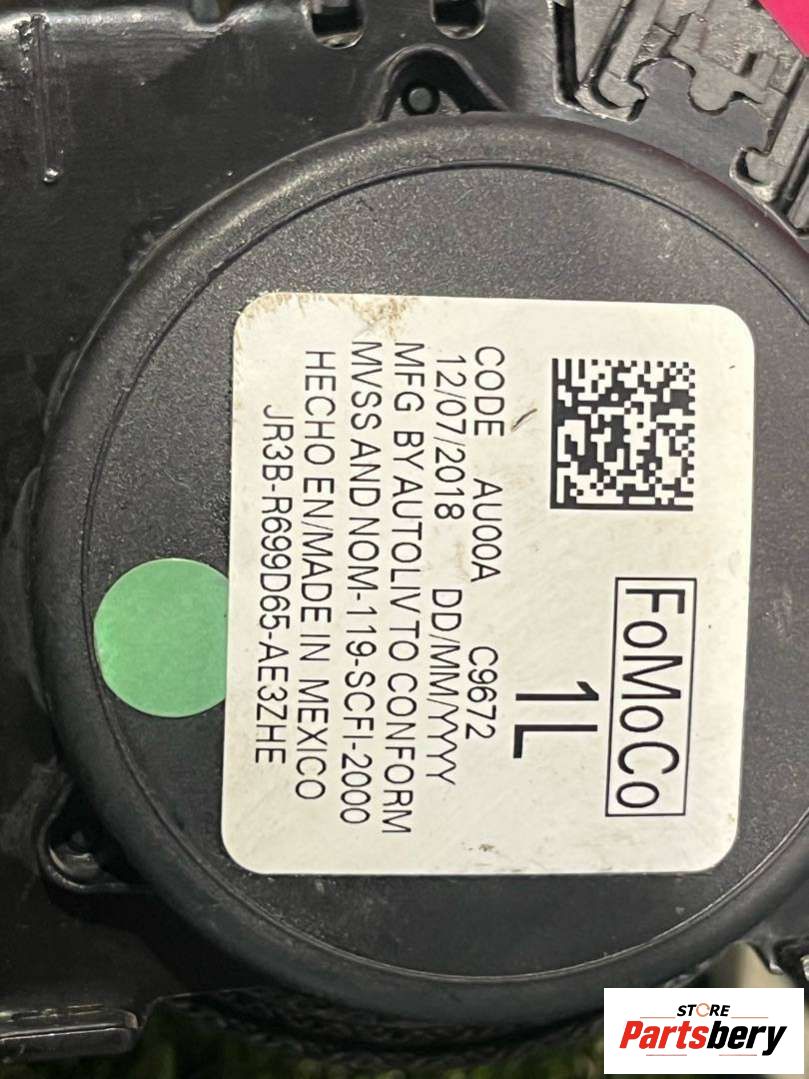 FoMoCo
1L
CODE AU00A C9672
12/07/2018 DD/MM/YYYY
MFG BY AUTOLIV TO CONFORM
MVSS AND NOM-119-SCFI-2000
HECHO EN/MADE IN MEXICO
JR3B-R699D65-AE3ZHE
STORE
Partsbery